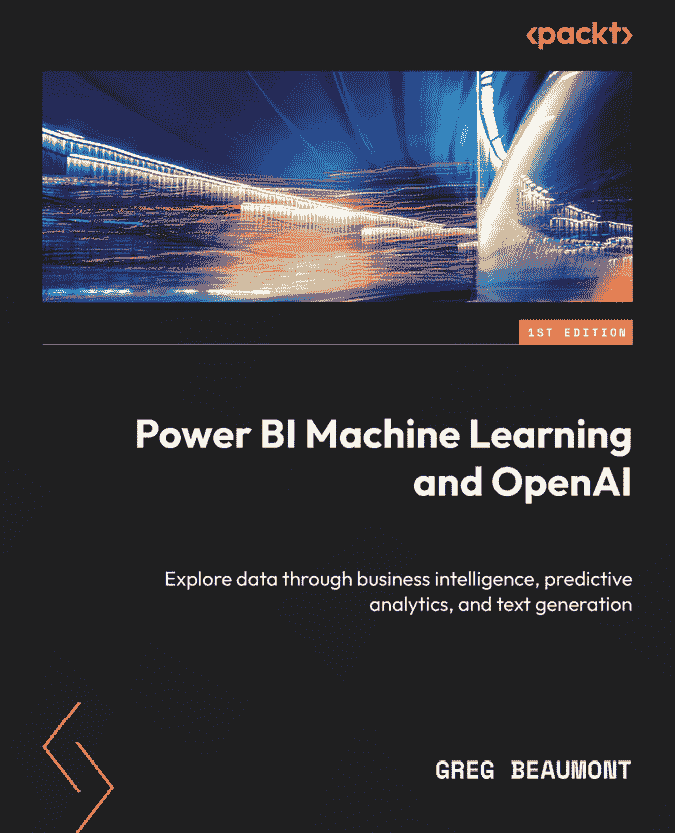 <packt>
1ST EDITION
Power BI Machine Learning
and OpenAI
Explore data through business intelligence, predictive
analytics, and text generation
GREG BEAUMONT